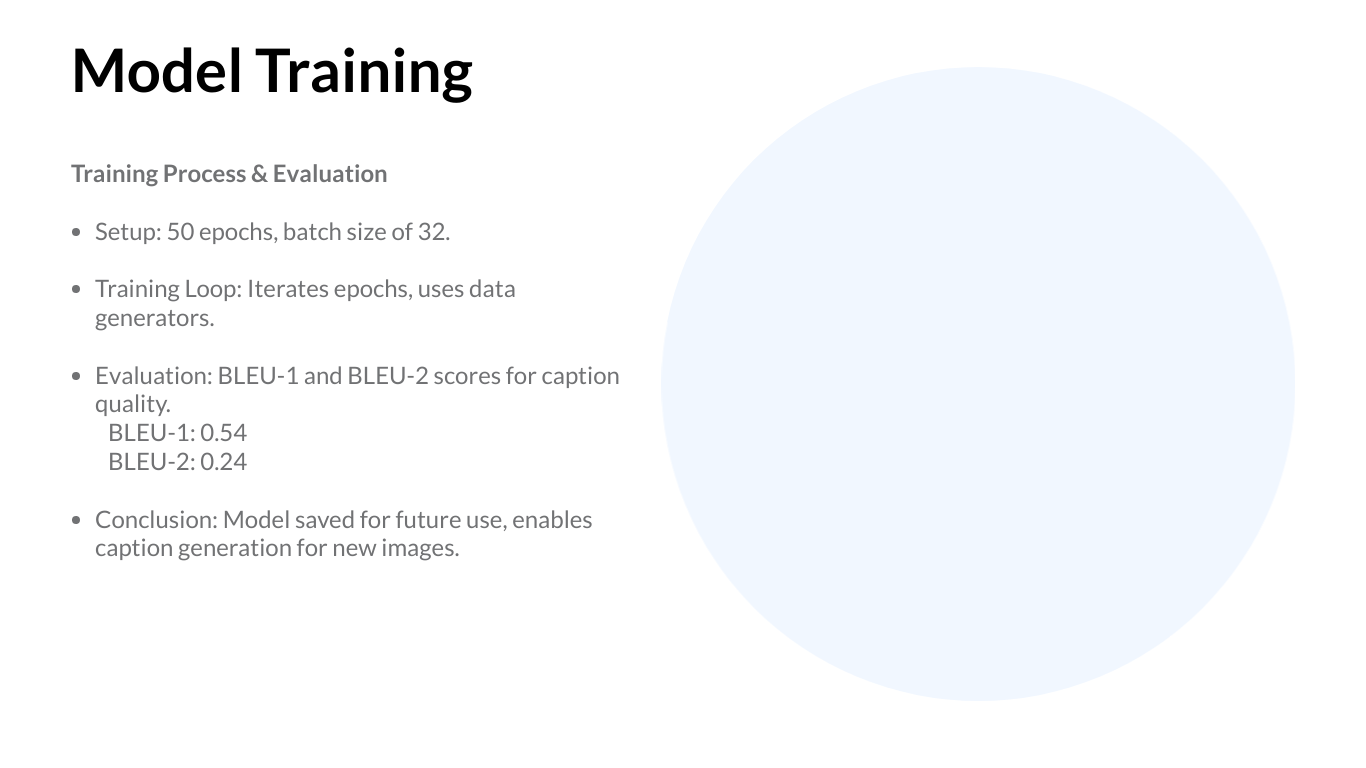 Model Training
Training Process & Evaluation
• Setup: 50 epochs, batch size of 32.
• Training Loop: Iterates epochs, uses data
generators.
• Evaluation: BLEU-1 and BLEU-2 scores for caption
quality.
BLEU-1: 0.54
BLEU-2: 0.24
• Conclusion: Model saved for future use, enables
caption generation for new images.